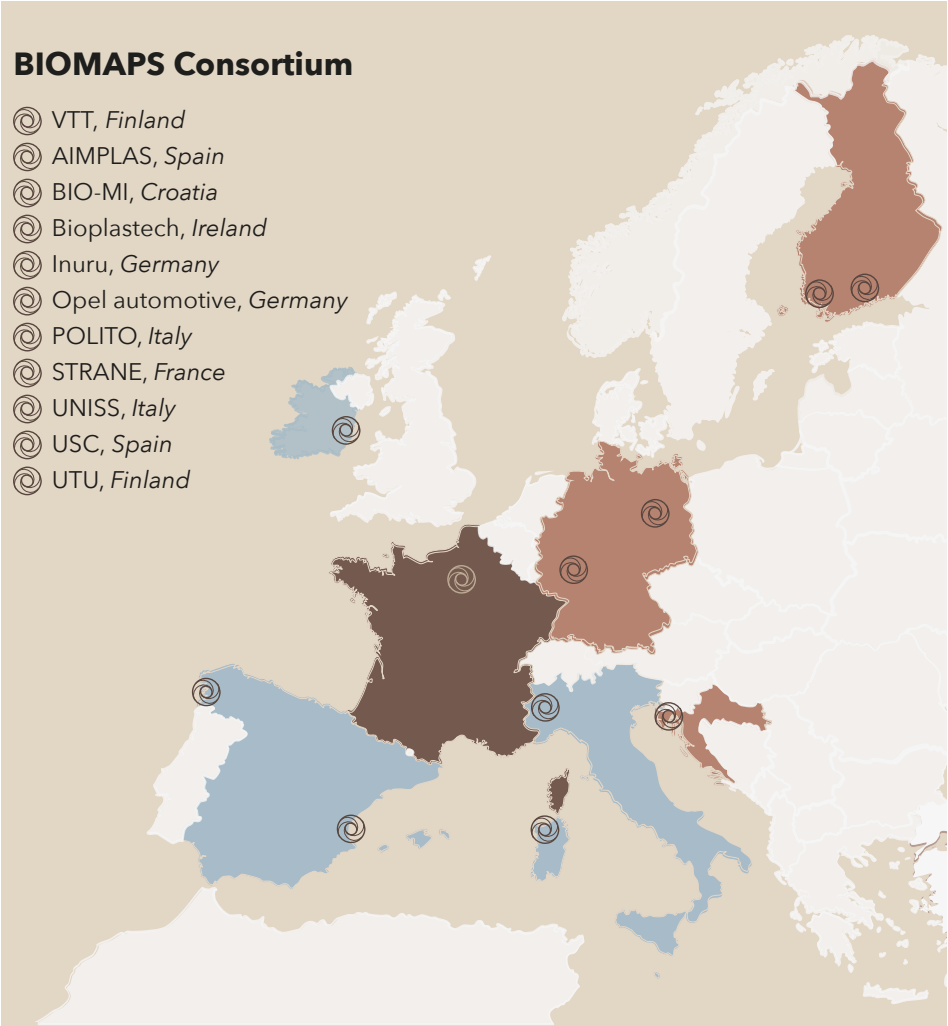 BIOMAPS Consortium
VTT, Finland
AIMPLAS, Spain
BIO-MI, Croatia
Bioplastech, Ireland
Inuru, Germany
Opel automotive, Germany
POLITO, Italy
STRANE, France
UNISS, Italy
USC, Spain
UTU, Finland